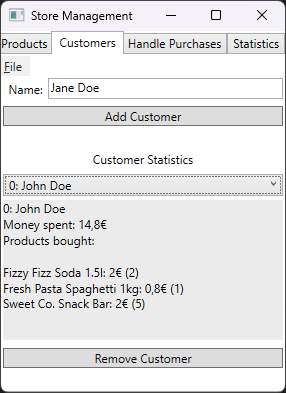 Store Management
Products Customers Handle Purchases Statistics
File
Name: Jane Doe
Add Customer
Customer Statistics
0: John Doe
0: John Doe
Money spent: 14,8€
Products bought:
Fizzy Fizz Soda 1.5l: 2€ (2)
Fresh Pasta Spaghetti 1kg: 0,8€ (1)
Sweet Co. Snack Bar: 2€ (5)
Remove Customer